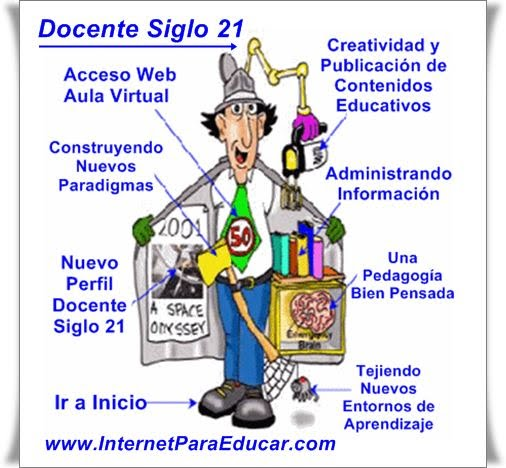 Docente Siglo 21
Acceso Web
Aula Virtual
Creatividad y
Publicación de
Contenidos
Educativos
Construyendo
Nuevos
Paradigmas
Administrando
Información
2001
50
Nuevo
Perfil
Docente
Siglo 21
A SPACE
ODYSSEY
Una
Pedagogía
Bien Pensada
Emergency
Brain
Tejiendo
Nuevos
Entornos de
Aprendizaje
Ir a Inicio
www.InternetParaEducar.com